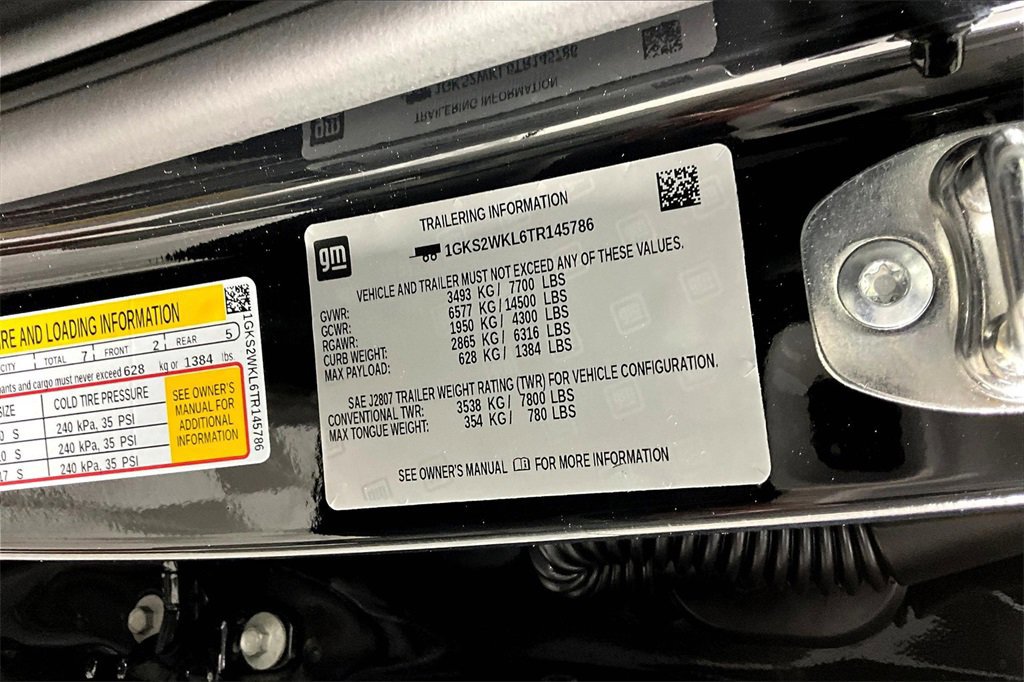 TRAILERING INFORMATION
1GKS2WKL6TR145786
gm
TRAILERING INFORMATION
gm 1GKS2WKL6TR145786
VEHICLE AND TRAILER MUST NOT EXCEED ANY OF THESE VALUES.
GVWR: 3493 KG / 7700 LBS
GCWR: 6577 KG / 14500 LBS
RGAWR: 1950 KG / 4300 LBS
CURB WEIGHT: 2865 KG / 6316 LBS
MAX PAYLOAD: 628 KG / 1384 LBS
SAE J2807 TRAILER WEIGHT RATING (TWR) FOR VEHICLE CONFIGURATION.
CONVENTIONAL TWR: 3538 KG / 7800 LBS
MAX TONGUE WEIGHT: 354 KG / 780 LBS
SEE OWNER'S MANUAL FOR MORE INFORMATION
AND LOADING INFORMATION
TOTAL 7 FRONT 2 REAR 5
and cargo must never exceed 628 kg or 1384 lbs
COLD TIRE PRESSURE
S 240 kPa, 35 PSI
S 240 kPa, 35 PSI
S 240 kPa, 35 PSI
SEE OWNER'S
MANUAL FOR
ADDITIONAL
INFORMATION
1GKS2WKL6TR145786